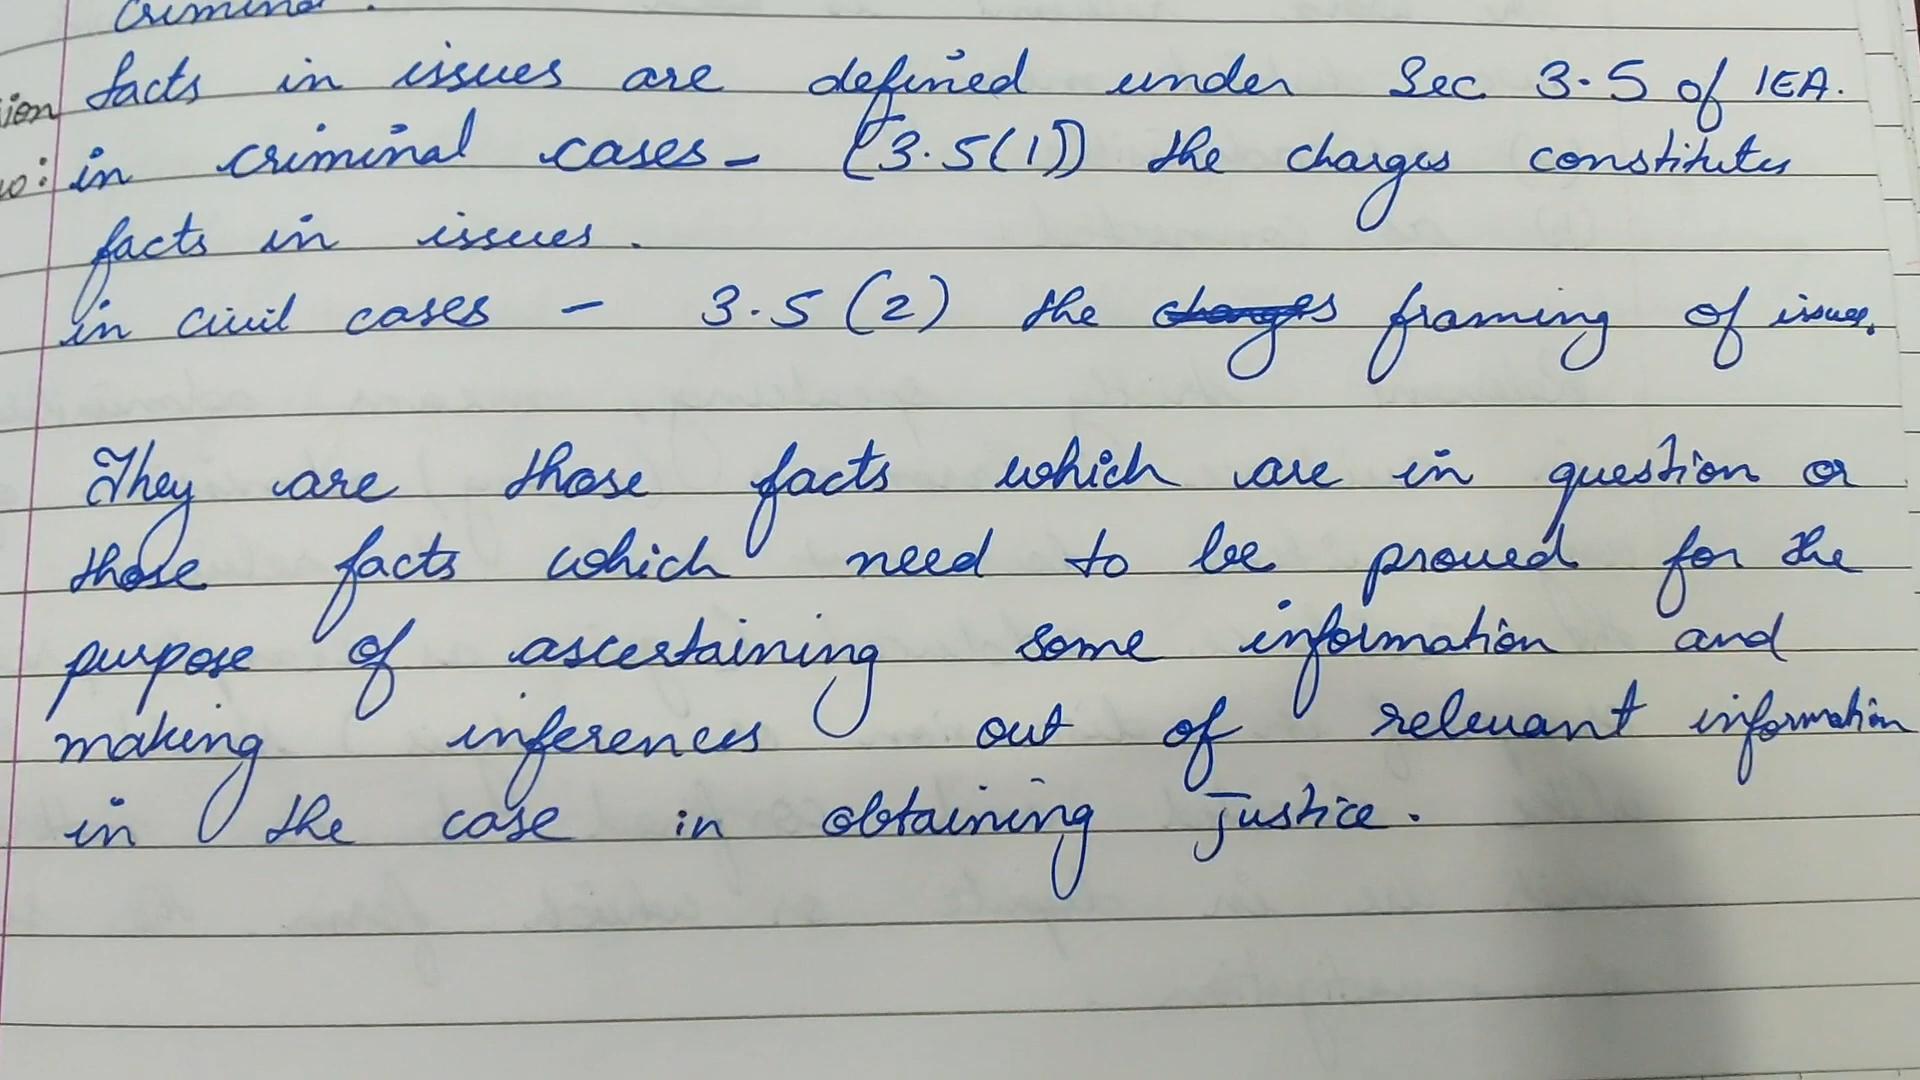 facts in issues are defined under Sec 3.5 of IEA.
in criminal cases - [3.5(1)] the charges constitutes
facts in issues.
in civil cases - 3.5 (2) the charges framing of issues.
They are those facts which are in question or
those facts which need to be proved for the
purpose of ascertaining some information and
making inferences out of relevant information
in the case in obtaining justice.